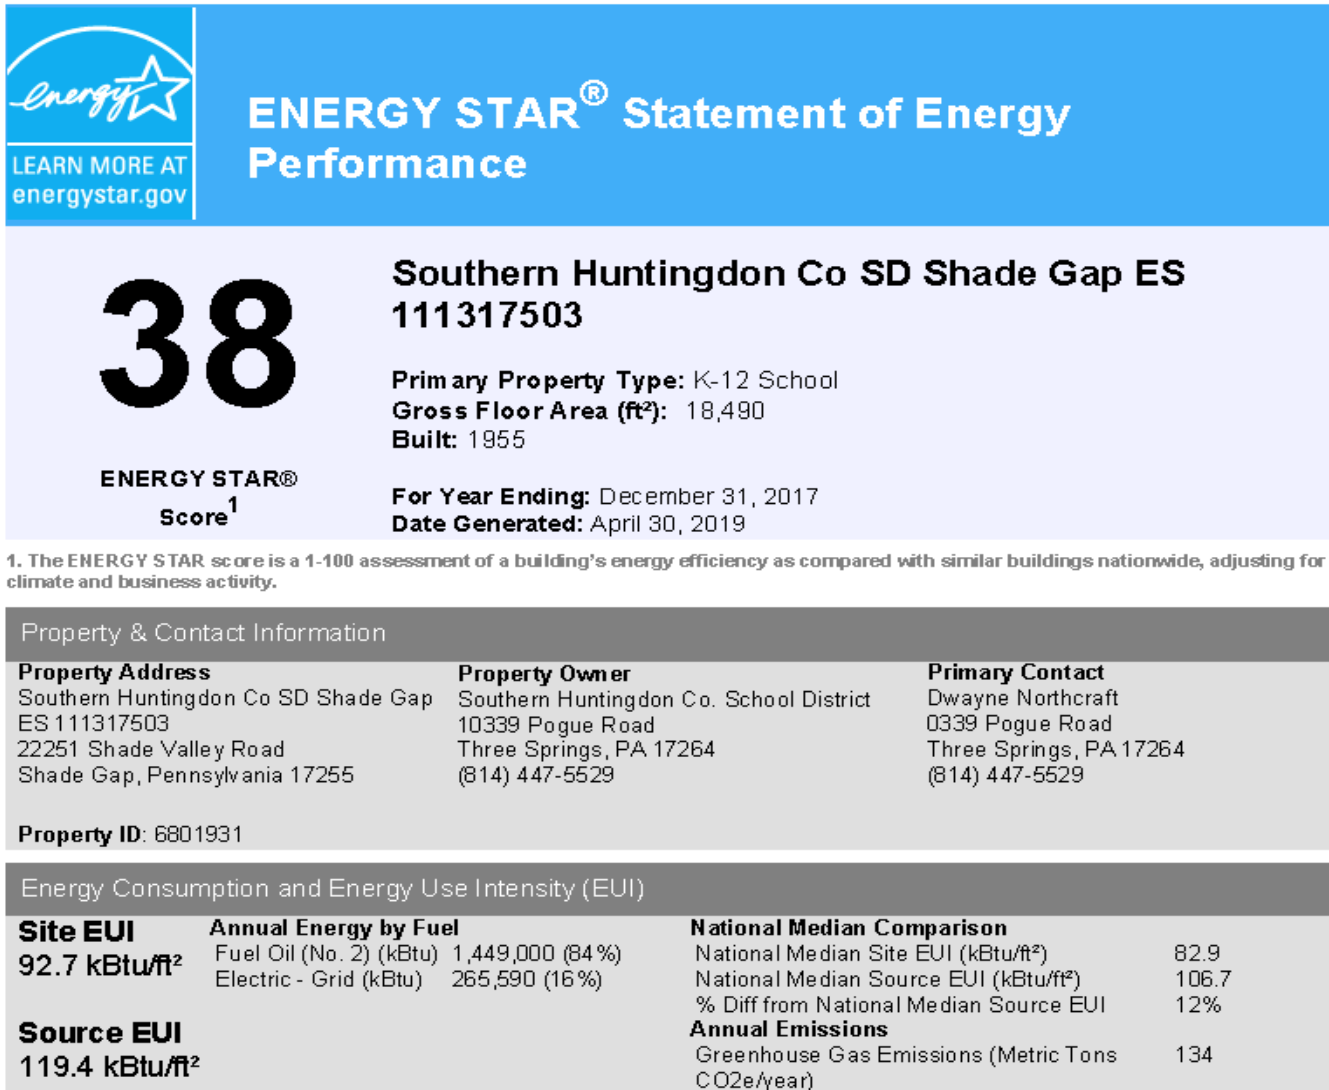 energy
LEARN MORE AT
energystar.gov
ENERGY STAR® Statement of Energy
Performance
38
ENERGY STAR®
Score1
Southern Huntingdon Co SD Shade Gap ES
111317503
Primary Property Type: K-12 School
Gross Floor Area (ft²): 18,490
Built: 1955
For Year Ending: December 31, 2017
Date Generated: April 30, 2019
1. The ENERGY STAR score is a 1-100 assessment of a building's energy efficiency as compared with similar buildings nationwide, adjusting for
climate and business activity.
Property & Contact Information
Property Address
Southern Huntingdon Co SD Shade Gap
ES 111317503
22251 Shade Valley Road
Shade Gap, Pennsylvania 17255
Property Owner
Southern Huntingdon Co. School District
10339 Pogue Road
Three Springs, PA 17264
(814) 447-5529
Primary Contact
Dwayne Northcraft
0339 Pogue Road
Three Springs, PA 17264
(814) 447-5529
Property ID: 6801931
Energy Consumption and Energy Use Intensity (EUI)
Site EUI
92.7 kBtu/ft²
Source EUI
119.4 kBtu/ft²
Annual Energy by Fuel
Fuel Oil (No. 2) (kBtu) 1,449,000 (84%)
Electric - Grid (kBtu) 265,590 (16%)
National Median Comparison
National Median Site EUI (kBtu/ft²) 82.9
National Median Source EUI (kBtu/ft²) 106.7
% Diff from National Median Source EUI 12%
Annual Emissions
Greenhouse Gas Emissions (Metric Tons 134
CO2e/year)